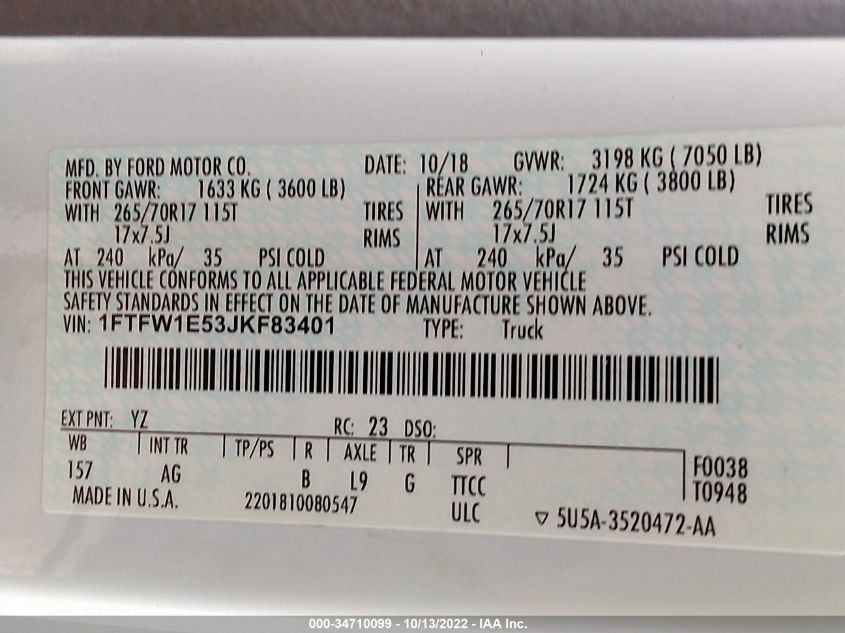 MFD. BY FORD MOTOR CO. DATE: 10/18 GVWR: 3198 KG ( 7050 LB)
FRONT GAWR: 1633 KG ( 3600 LB) REAR GAWR: 1724 KG ( 3800 LB)
WITH 265/70R17 115T TIRES WITH 265/70R17 115T TIRES
17x7.5J RIMS 17x7.5J RIMS
AT 240 kPa/ 35 PSI COLD AT 240 kPa/ 35 PSI COLD
THIS VEHICLE CONFORMS TO ALL APPLICABLE FEDERAL MOTOR VEHICLE
SAFETY STANDARDS IN EFFECT ON THE DATE OF MANUFACTURE SHOWN ABOVE.
VIN: 1FTFW1E53JKF83401 TYPE: Truck
EXT PNT: YZ RC: 23 DSO:
WB INT TR TP/PS R AXLE TR SPR
157 AG B L9 G TTCC F0038
T0948
MADE IN U.S.A. 2201810080547 ULC ▽ 5U5A-3520472-AA
000-34710099 - 10/13/2022 - IAA Inc.